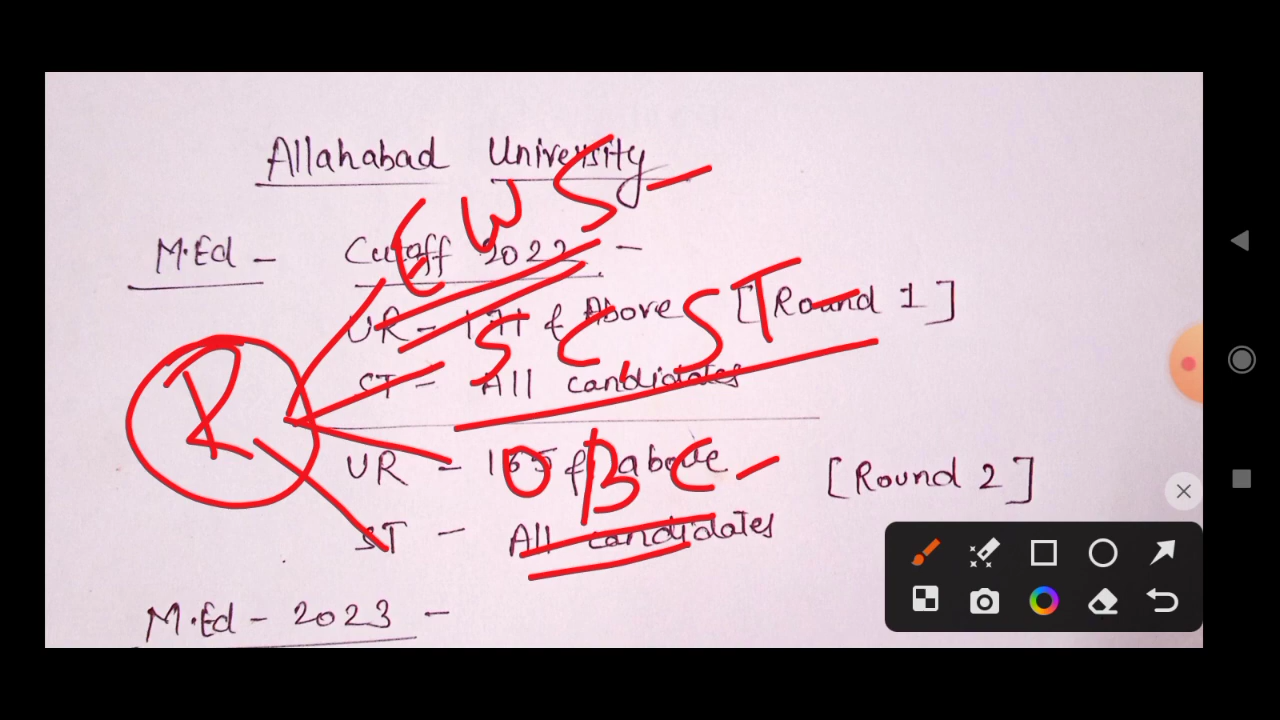 Allahabad University
EWS -
M.Ed - Cutoff 2022 -
UR - 171 & Above [Round 1]
SC, ST -
ST - All candidates
UR - 165 & above [Round 2]
OBC -
R
ST - All candidates
M.Ed - 2023 -